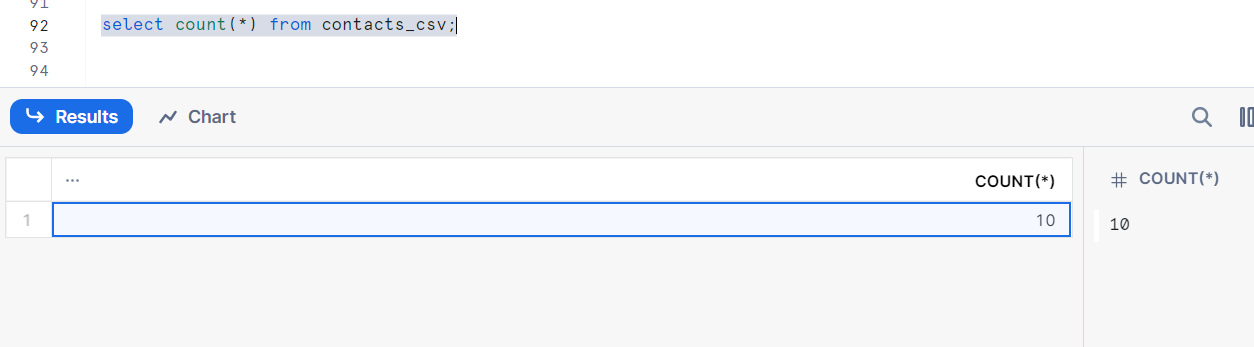 91
92 select count(*) from contacts_csv;
93
94
Results Chart
... COUNT(*)
1 10
COUNT(*)
10